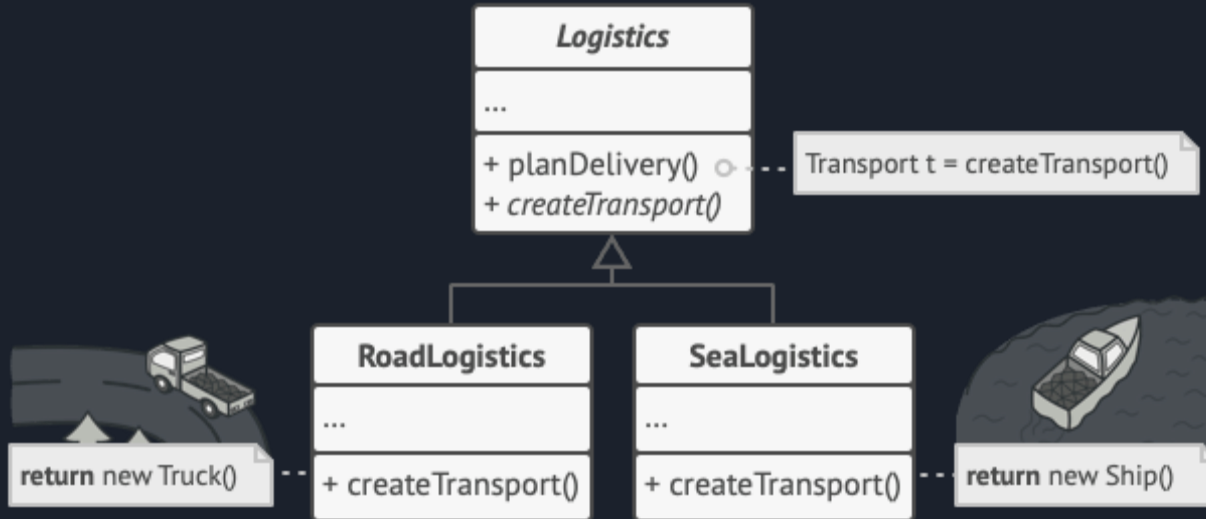 Logistics
...
+ planDelivery()
+ createTransport()
Transport t = createTransport()
RoadLogistics
...
+ createTransport()
SeaLogistics
...
+ createTransport()
return new Truck()
return new Ship()